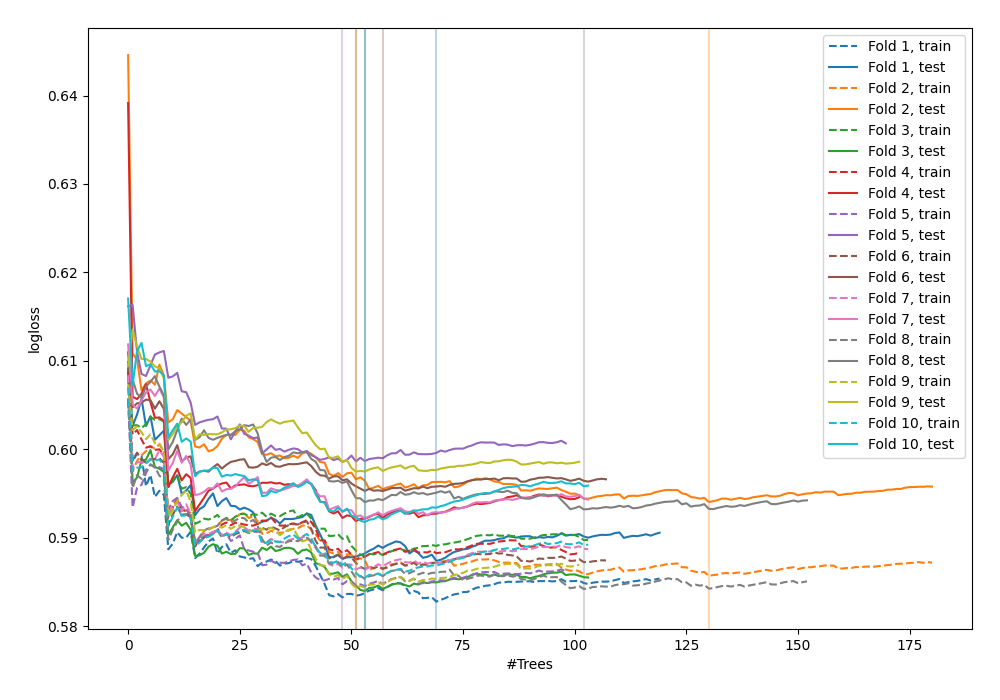 logloss
0.64
0.63
0.62
0.61
0.60
0.59
0.58
0
25
50
75
100
125
150
175
#Trees
Fold 1, train
Fold 1, test
Fold 2, train
Fold 2, test
Fold 3, train
Fold 3, test
Fold 4, train
Fold 4, test
Fold 5, train
Fold 5, test
Fold 6, train
Fold 6, test
Fold 7, train
Fold 7, test
Fold 8, train
Fold 8, test
Fold 9, train
Fold 9, test
Fold 10, train
Fold 10, test